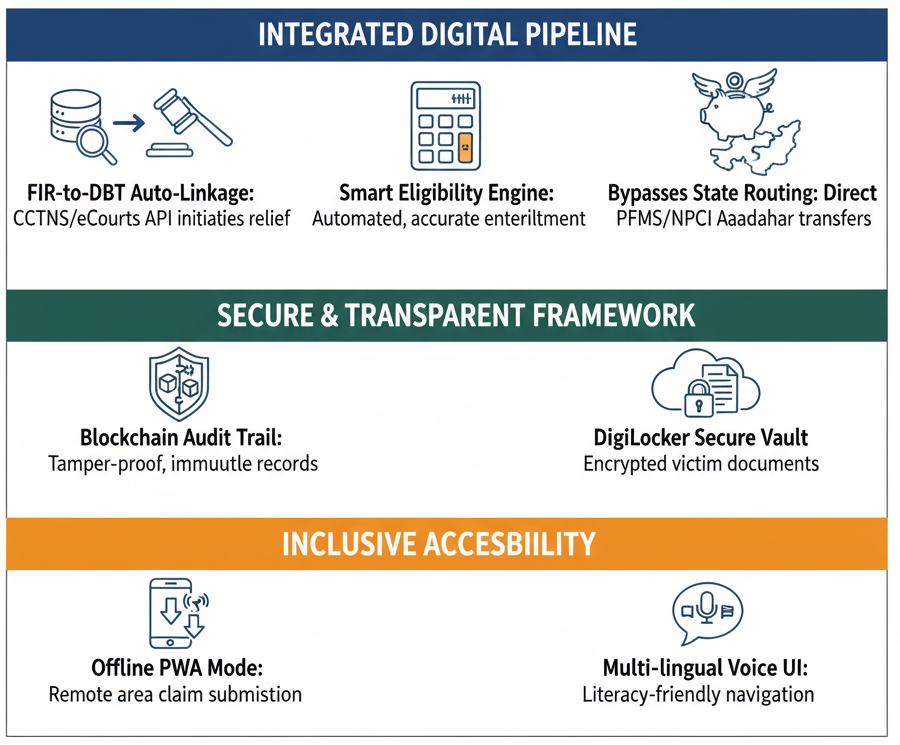 INTEGRATED DIGITAL PIPELINE
FIR-to-DBT Auto-Linkage:
CCTNS/eCourts API initiaties relief
Smart Eligibility Engine:
Automated, accurate enteriltment
Bypasses State Routing: Direct
PFMS/NPCI Aaadahar transfers
SECURE & TRANSPARENT FRAMEWORK
Blockchain Audit Trail:
Tamper-proof, immuutle records
DigiLocker Secure Vault
Encrypted victim documents
INCLUSIVE ACCESBIILITY
Offline PWA Mode:
Remote area claim submistion
Multi-lingual Voice UI:
Literacy-friendly navigation